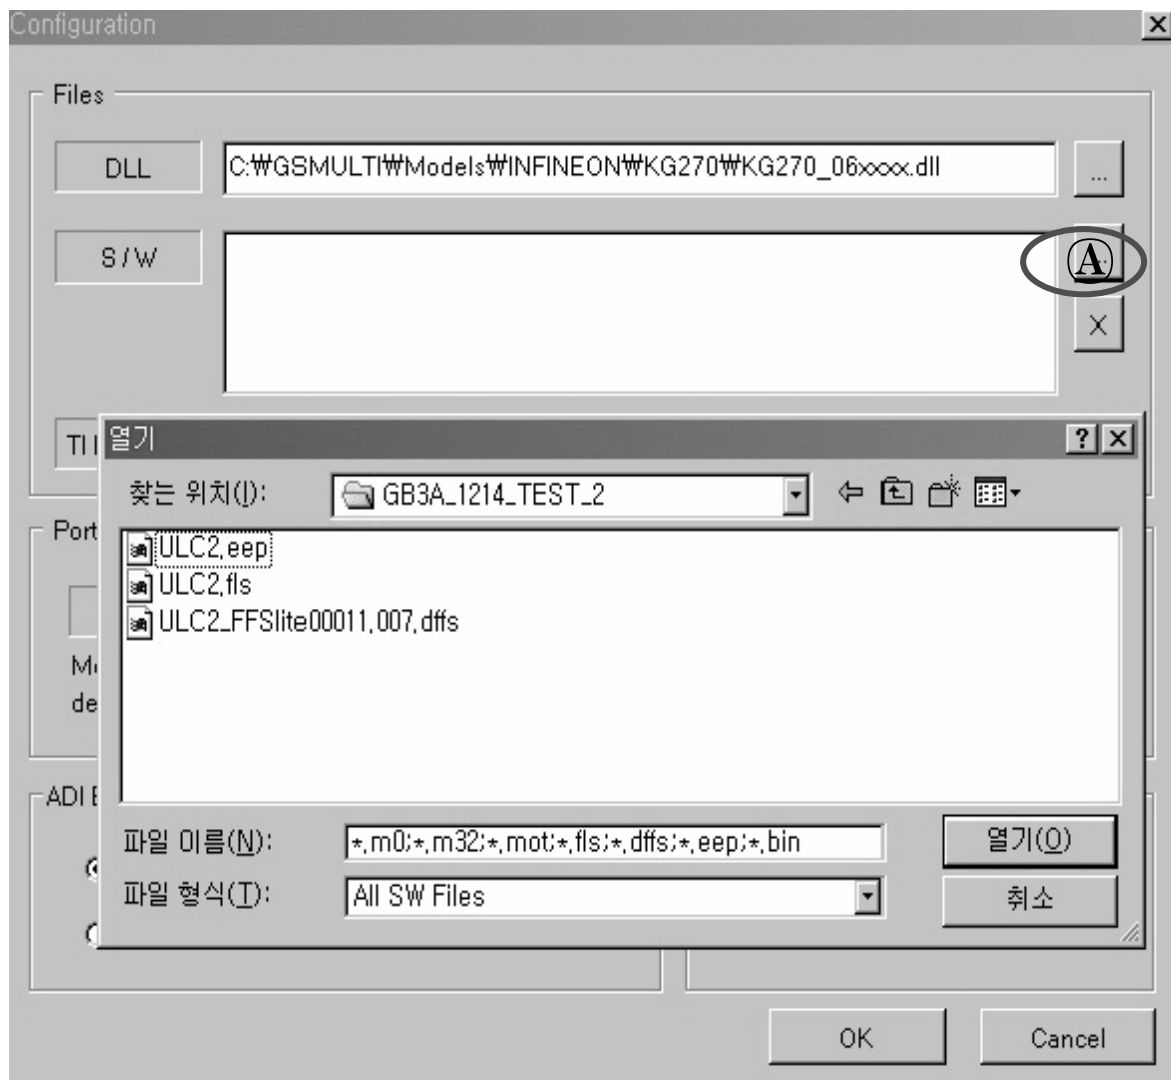 Configuration
Files
DLL
C:₩GSMULTI₩Models₩INFINEON₩KG270₩KG270_06xxxx.dll
...
S/W
A
X
TI
열기
찾는 위치(I):
GB3A_1214_TEST_2
Port
ULC2.eep
ULC2.fls
ULC2_FFSlite00011.007.dffs
de
ADI
파일 이름(N):
*.m0;*.m32;*.mot;*.fls;*.dffs;*.eep;*.bin
열기(O)
파일 형식(T):
All SW Files
취소
OK
Cancel